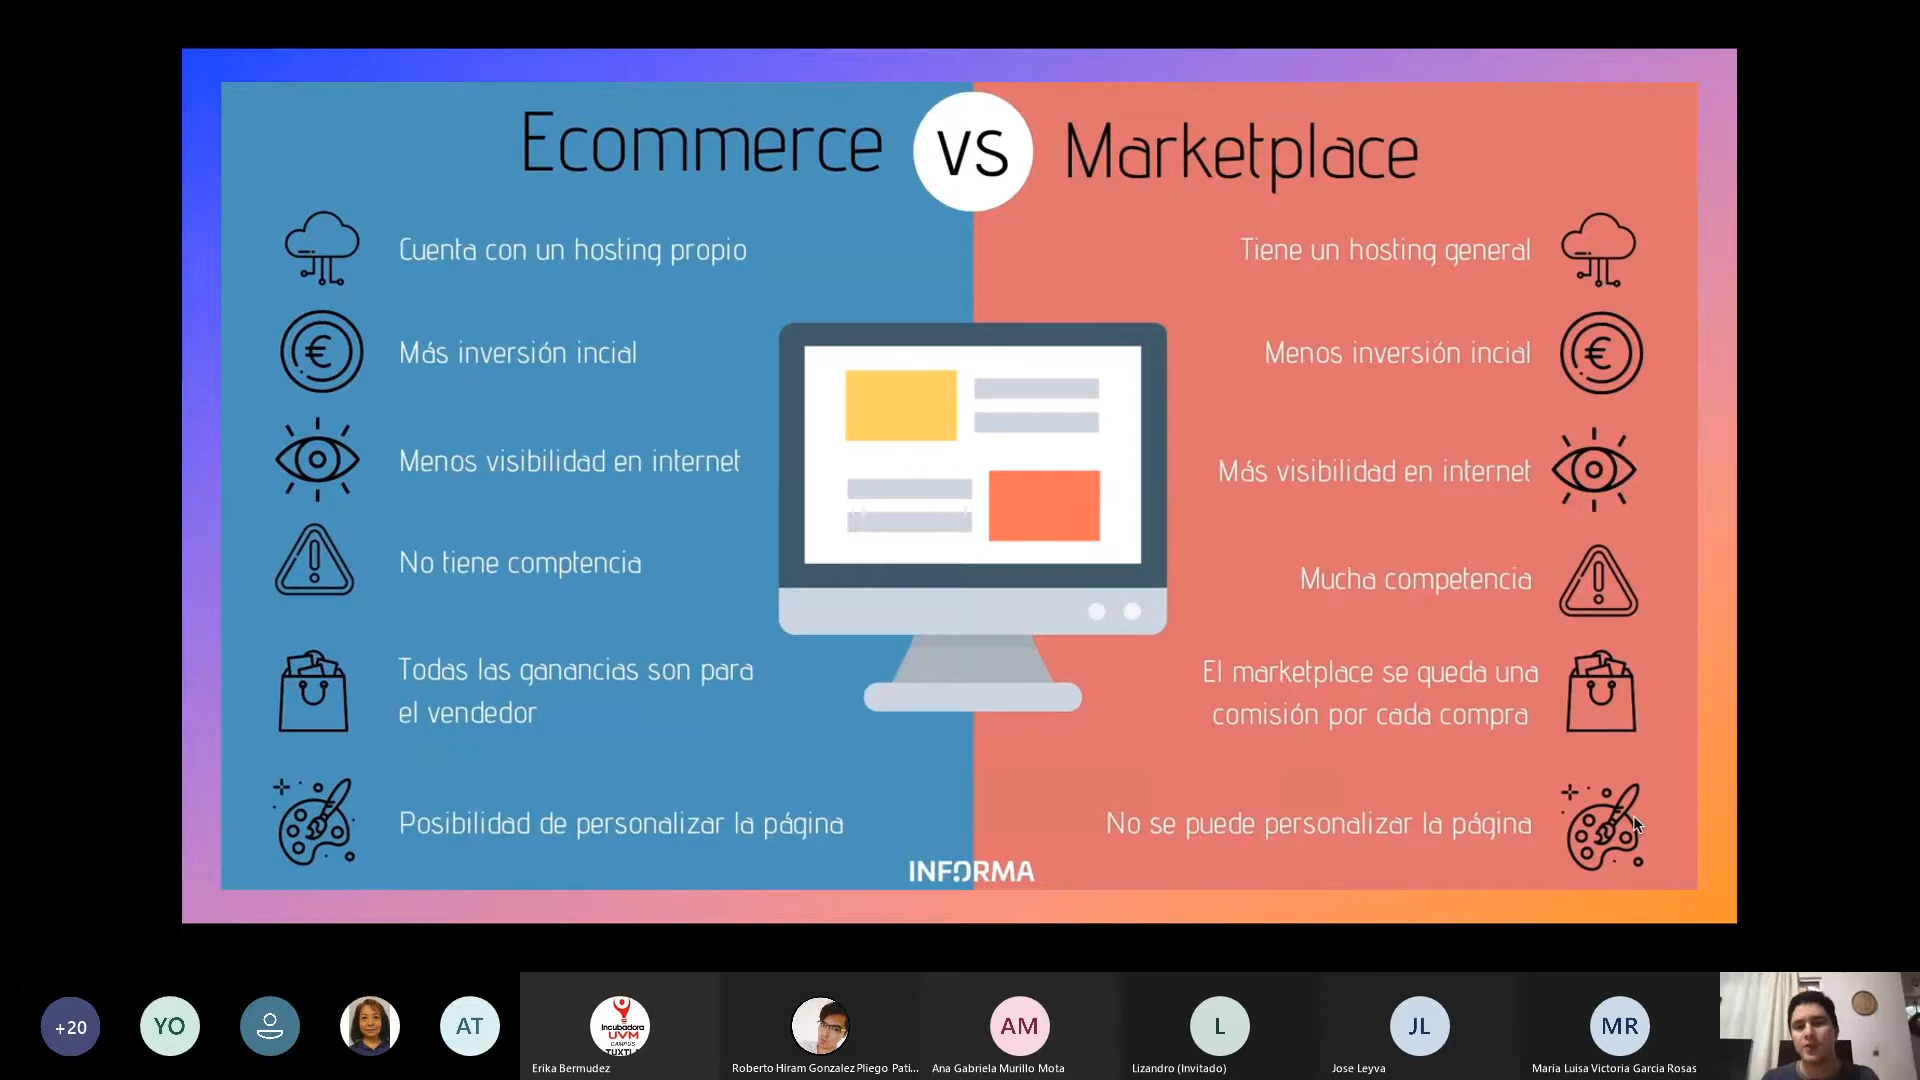 Ecommerce
VS
Marketplace
Cuenta con un hosting propio
Tiene un hosting general
Más inversión incial
Menos inversión incial
Menos visibilidad en internet
Más visibilidad en internet
No tiene comptencia
Mucha competencia
Todas las ganancias son para
el vendedor
El marketplace se queda una
comisión por cada compra
Posibilidad de personalizar la página
No se puede personalizar la página
INFORMA
+20
YO
AT
Incubadora
UVM
CAMPUS
TUXTL
AM
L
JL
MR
Erika Bermudez
Roberto Hiram Gonzalez Pliego Pati...
Ana Gabriela Murillo Mota
Lizandro (Invitado)
Jose Leyva
Maria Luisa Victoria Garcia Rosas